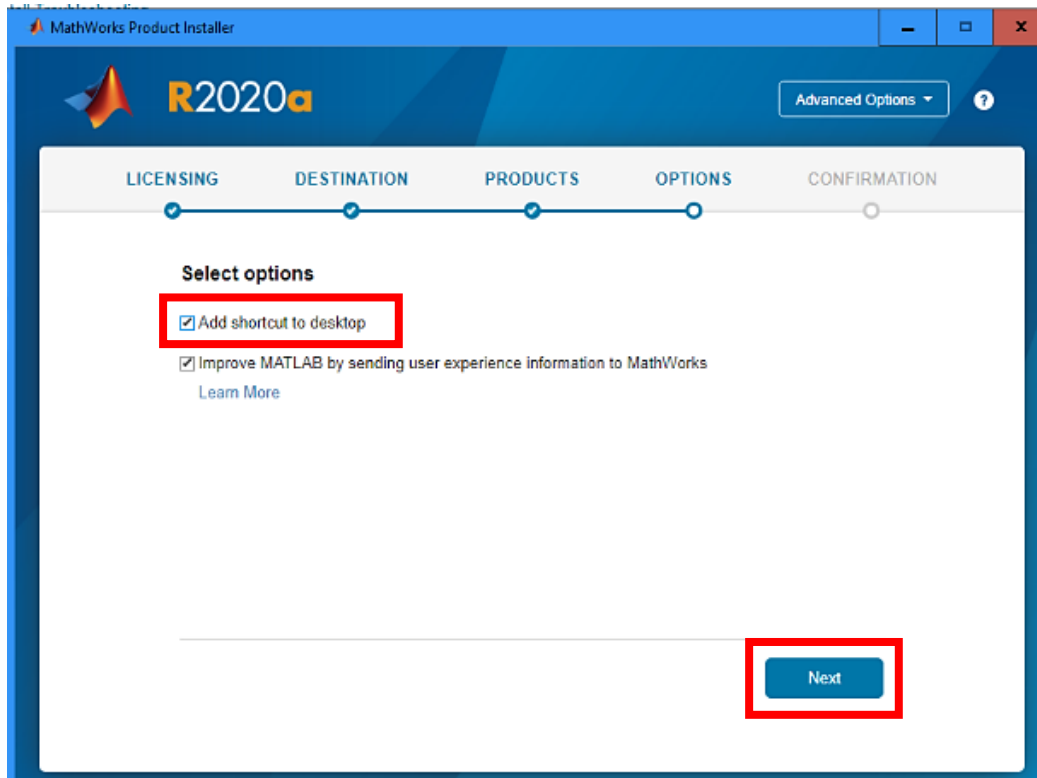 MathWorks Product Installer
R2020a
Advanced Options
?
LICENSING DESTINATION PRODUCTS OPTIONS CONFIRMATION
Select options
Add shortcut to desktop
Improve MATLAB by sending user experience information to MathWorks
Learn More
Next